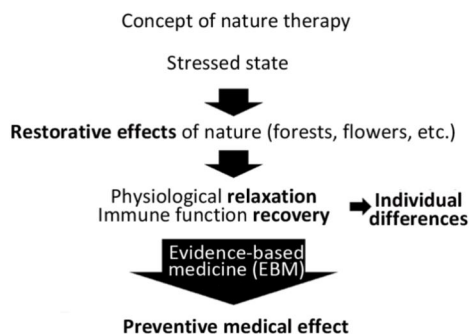 Concept of nature therapy
Stressed state
Restorative effects of nature (forests, flowers, etc.)
Physiological relaxation
Immune function recovery
Individual
differences
Evidence-based
medicine (EBM)
Preventive medical effect